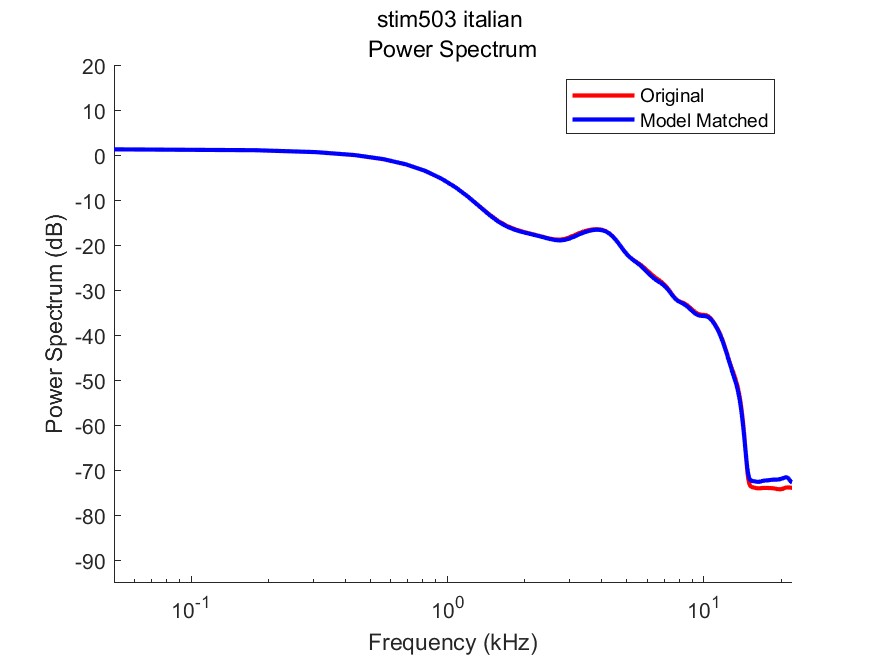 stim503 italian
Power Spectrum
Original
Model Matched
20
10
0
-10
-20
-30
-40
-50
-60
-70
-80
-90
Power Spectrum (dB)
10^-1
10^0
10^1
Frequency (kHz)